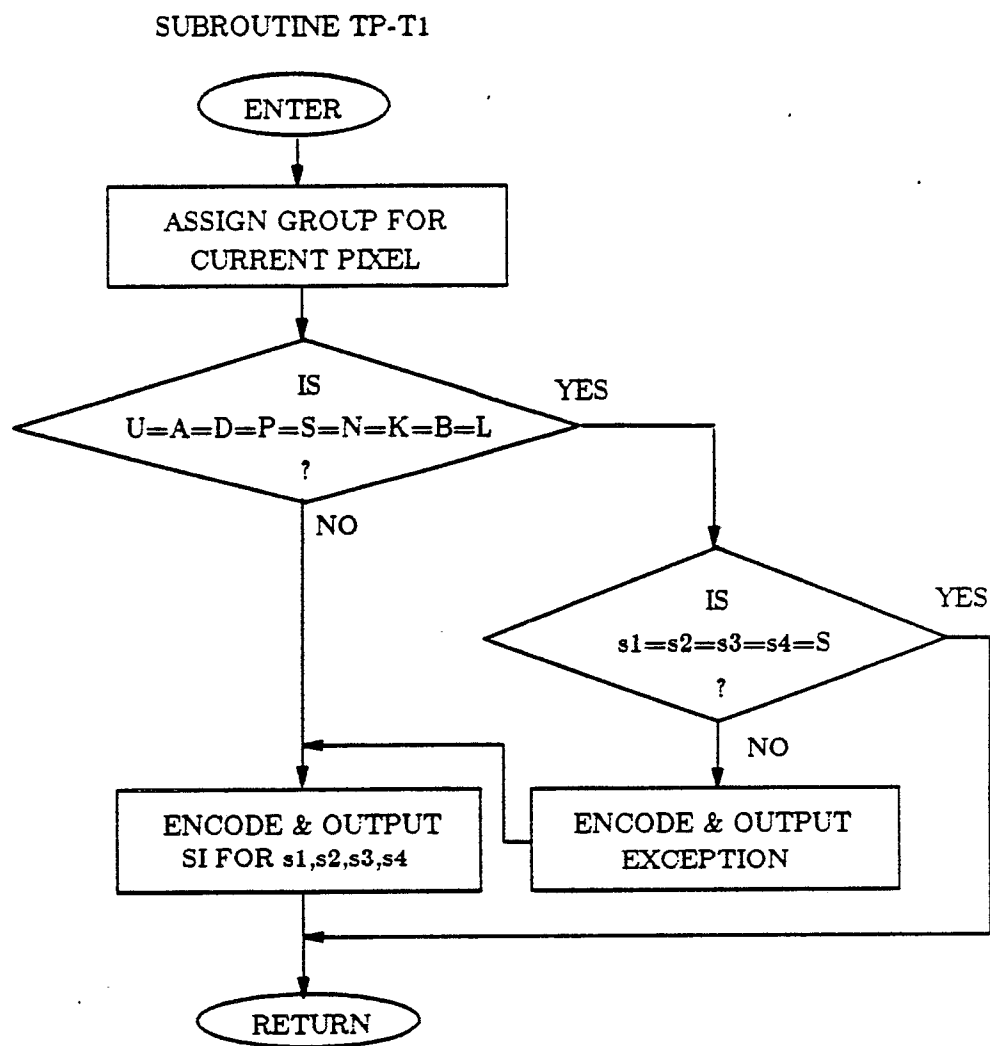 SUBROUTINE TP-T1
ENTER
ASSIGN GROUP FOR
CURRENT PIXEL
IS
U=A=D=P=S=N=K=B=L
?
YES
NO
IS
s1=s2=s3=s4=S
?
YES
NO
ENCODE & OUTPUT
SI FOR s1,s2,s3,s4
ENCODE & OUTPUT
EXCEPTION
RETURN